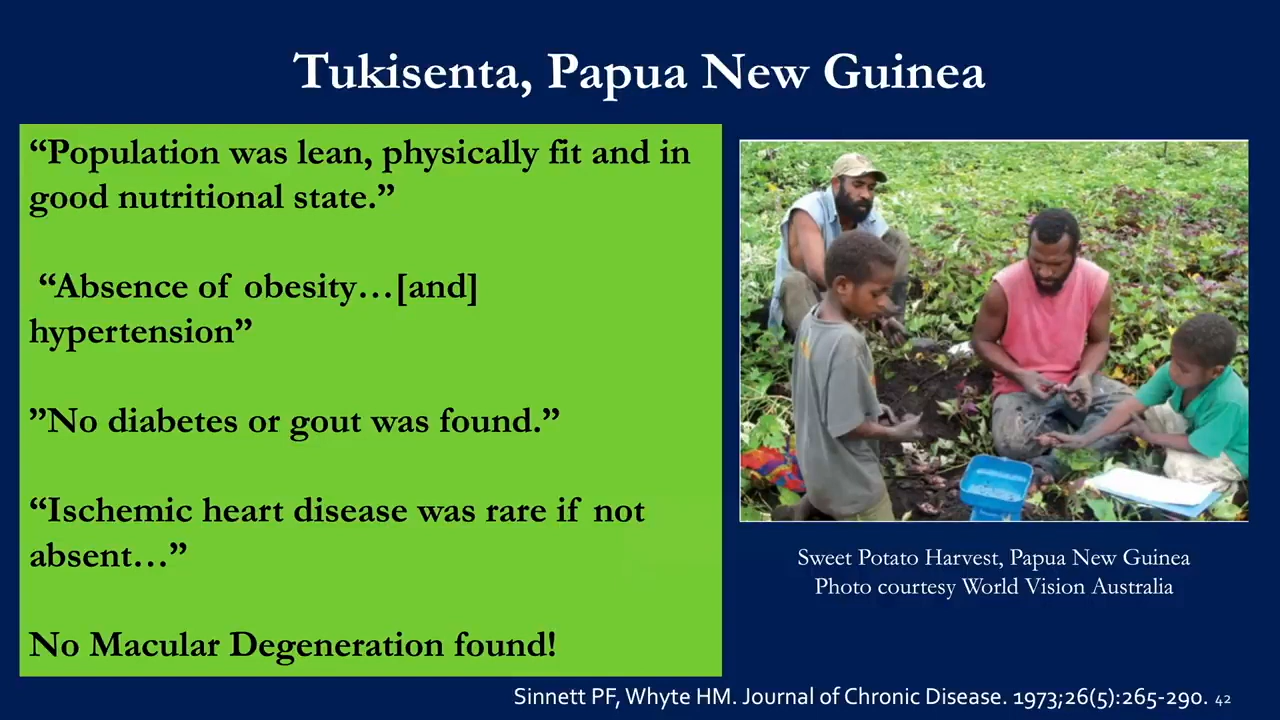 Tukisenta, Papua New Guinea
“Population was lean, physically fit and in
good nutritional state.”
“Absence of obesity…[and]
hypertension”
”No diabetes or gout was found.”
“Ischemic heart disease was rare if not
absent…”
No Macular Degeneration found!
Sweet Potato Harvest, Papua New Guinea
Photo courtesy World Vision Australia
Sinnett PF, Whyte HM. Journal of Chronic Disease. 1973;26(5):265-290. 42